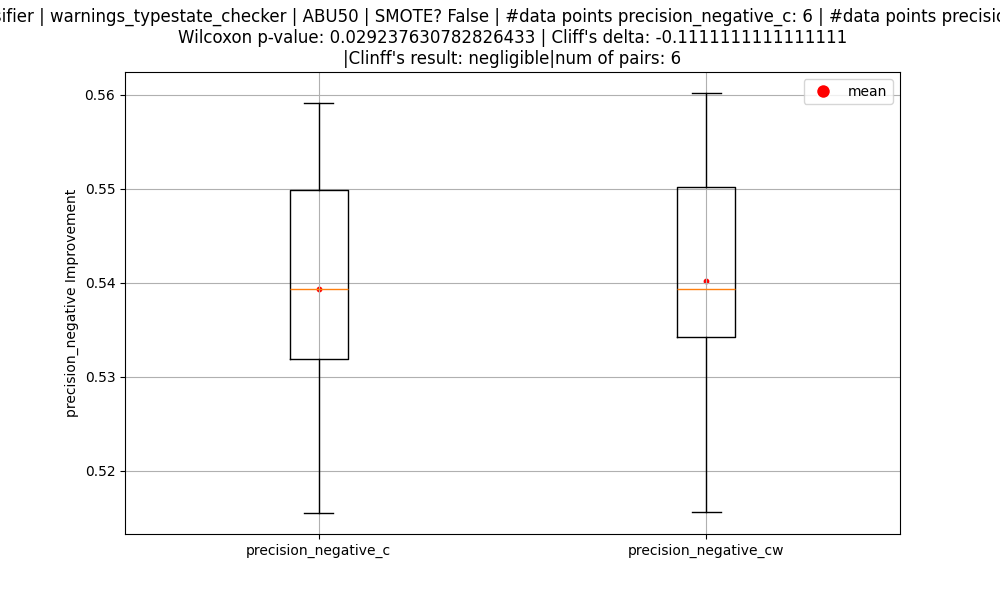 | warnings_typestate_checker | ABU50 | SMOTE? False | #data points precision_negative_c: 6 | #data points
Wilcoxon p-value: 0.029237630782826433 | Cliff's delta: -0.1111111111111111
|Clinff's result: negligible|num of pairs: 6
mean
0.56
0.55
0.54
0.53
0.52
precision_negative Improvement
precision_negative_c
precision_negative_cw